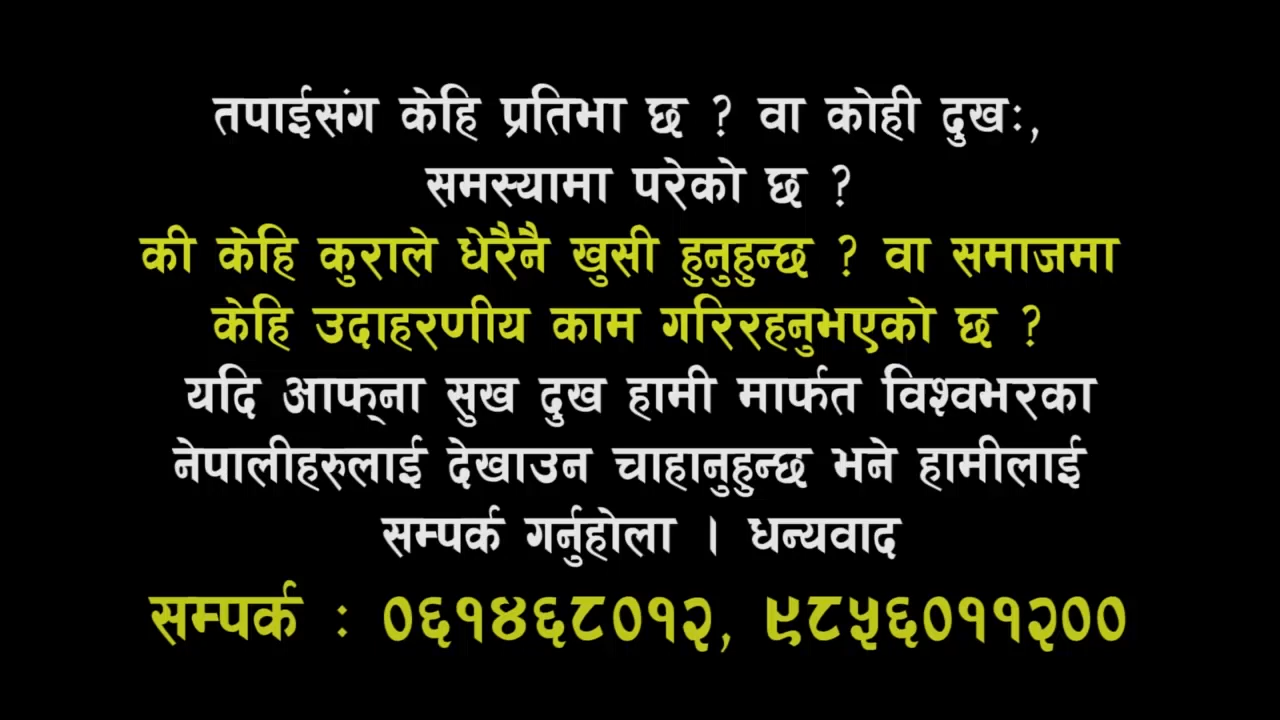 तपाईसंग केहि प्रतिभा छ ? वा कोही दुखः,
समस्यामा परेको छ ?
की केहि कुराले धेरैनै खुसी हुनुहुन्छ ? वा समाजमा
केहि उदाहरणीय काम गरिरहनुभएको छ ?
यदि आफ्‌ना सुख दुख हामी मार्फत विश्वभरका
नेपालीहरुलाई देखाउन चाहानुहुन्छ भने हामीलाई
सम्पर्क गर्नुहोला । धन्यवाद
सम्पर्क : ०६१४६८०१२, ९८५६०११२००